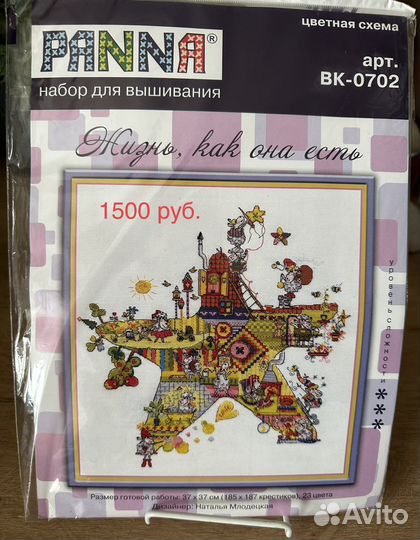 цветная схема
PANNA®
арт.
ВК-0702
набор для вышивания
Жизнь, как она есть
1500 руб.
уровень сложности
***
Размер готовой работы: 37 х 37 см (185 х 187 крестиков), 23 цвета
Дизайнер: Наталья Млодецкая
Avito